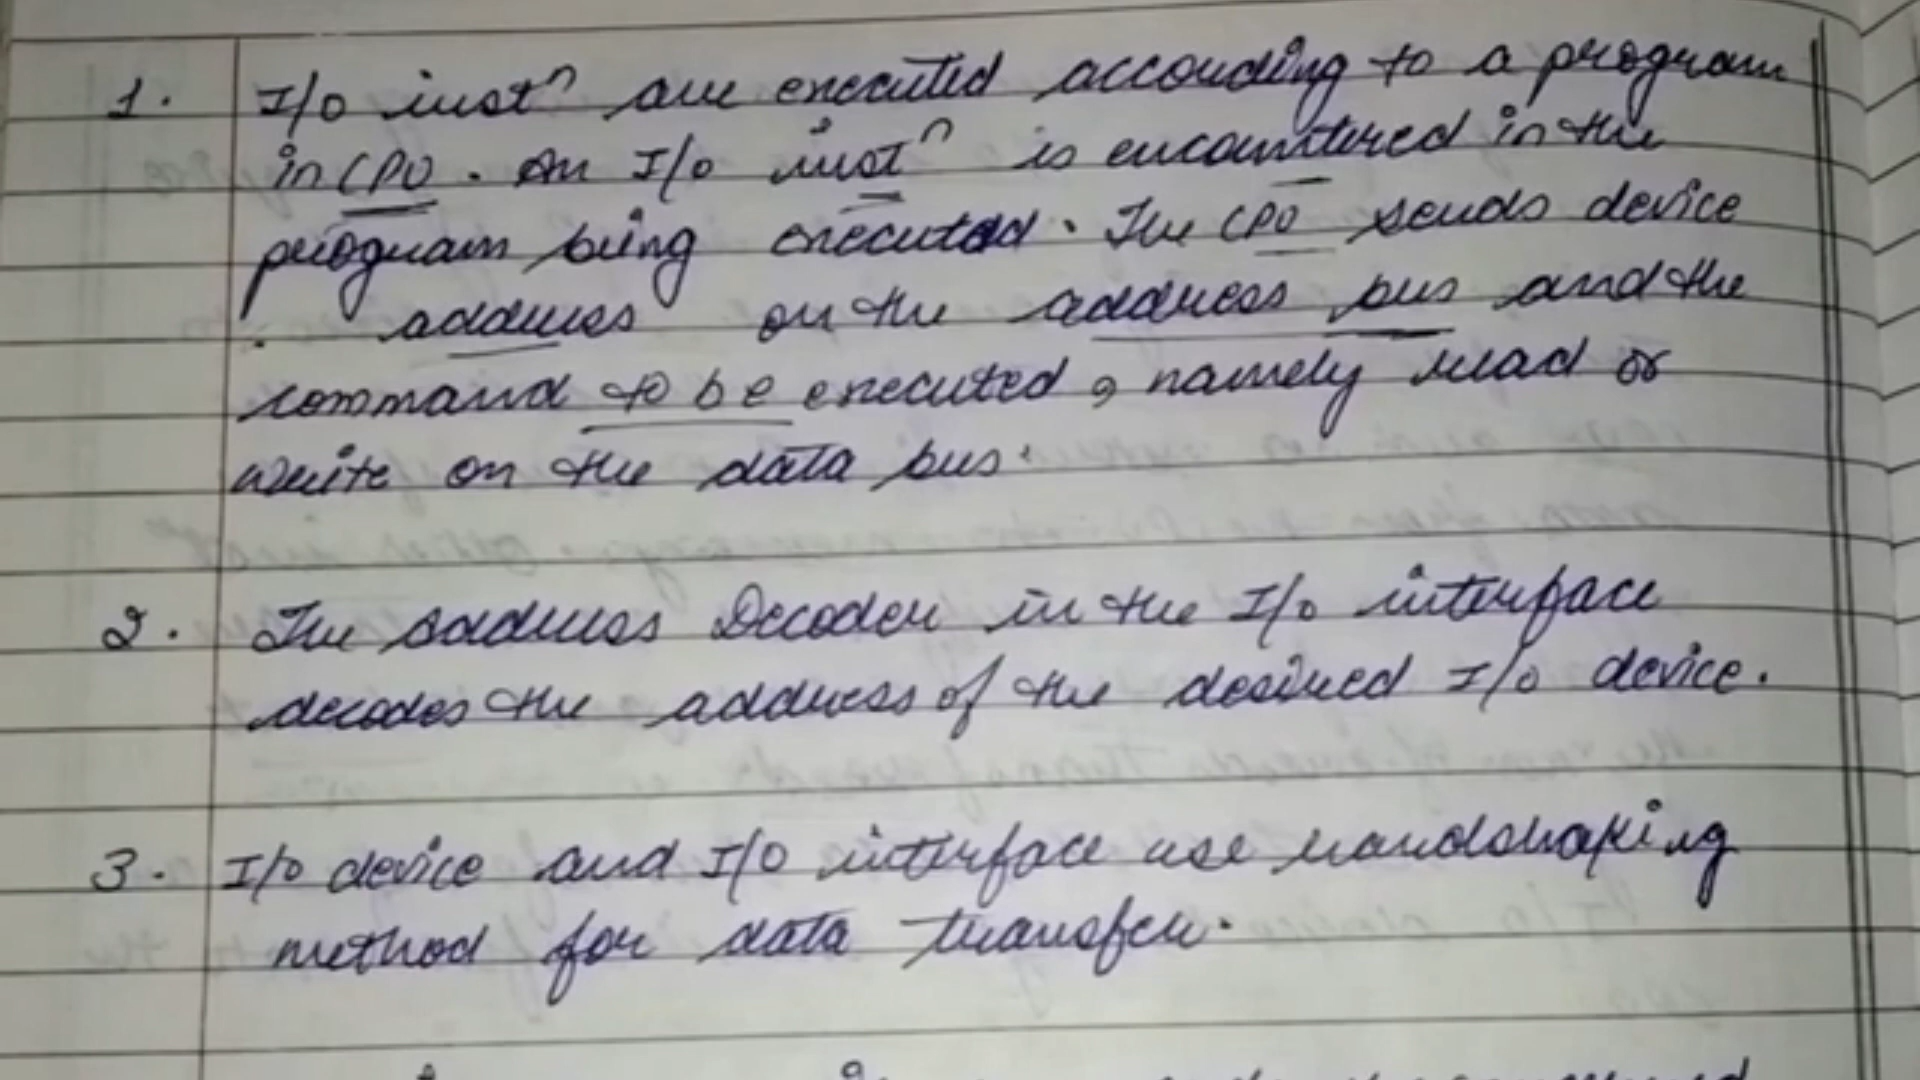 1. I/O instⁿ are executed according to a program
in CPU. An I/O instⁿ is encountered in the
program being executed. The CPU sends device
address on the address bus and the
command to be executed, namely read or
write on the data bus.
2. The address Decoder in the I/O interface
decodes the address of the desired I/O device.
3. I/O device and I/O interface use handshaking
method for data transfer.